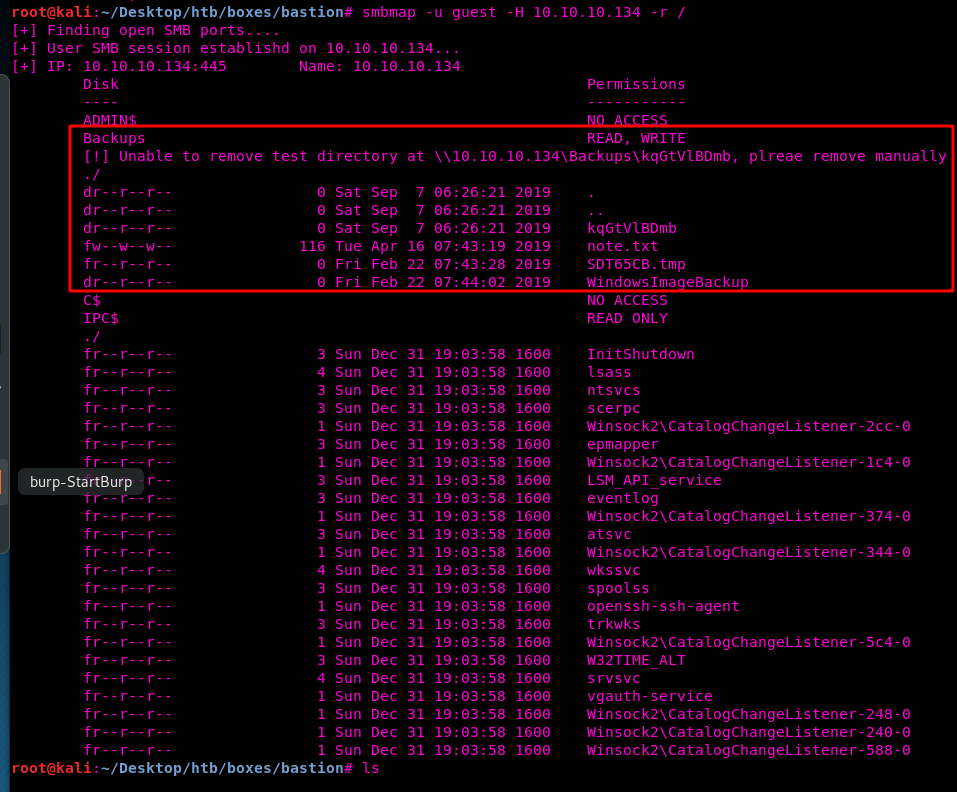 root@kali:~/Desktop/htb/boxes/bastion# smbmap -u guest -H 10.10.10.134 -r /
[+] Finding open SMB ports....
[+] User SMB session establishd on 10.10.10.134...
[+] IP: 10.10.10.134:445        Name: 10.10.10.134
        Disk                                                    Permissions
        ----                                                    -----------
        ADMIN$                                                  NO ACCESS
        Backups                                                 READ, WRITE
        [!] Unable to remove test directory at \\10.10.10.134\Backups\kqGtVlBDmb, plreae remove manually
        ./
        dr--r--r--                0 Sat Sep  7 06:26:21 2019    .
        dr--r--r--                0 Sat Sep  7 06:26:21 2019    ..
        dr--r--r--                0 Sat Sep  7 06:26:21 2019    kqGtVlBDmb
        fw--w--w--              116 Tue Apr 16 07:43:19 2019    note.txt
        fr--r--r--                0 Fri Feb 22 07:43:28 2019    SDT65CB.tmp
        dr--r--r--                0 Fri Feb 22 07:44:02 2019    WindowsImageBackup
        C$                                                      NO ACCESS
        IPC$                                                    READ ONLY
        ./
        fr--r--r--                3 Sun Dec 31 19:03:58 1600    InitShutdown
        fr--r--r--                4 Sun Dec 31 19:03:58 1600    lsass
        fr--r--r--                3 Sun Dec 31 19:03:58 1600    ntsvcs
        fr--r--r--                3 Sun Dec 31 19:03:58 1600    scerpc
        fr--r--r--                1 Sun Dec 31 19:03:58 1600    Winsock2\CatalogChangeListener-2cc-0
        fr--r--r--                3 Sun Dec 31 19:03:58 1600    epmapper
        fr--r--r--                1 Sun Dec 31 19:03:58 1600    Winsock2\CatalogChangeListener-1c4-0
burp-StartBurp
r--r--                3 Sun Dec 31 19:03:58 1600    LSM_API_service
        fr--r--r--                3 Sun Dec 31 19:03:58 1600    eventlog
        fr--r--r--                1 Sun Dec 31 19:03:58 1600    Winsock2\CatalogChangeListener-374-0
        fr--r--r--                3 Sun Dec 31 19:03:58 1600    atsvc
        fr--r--r--                1 Sun Dec 31 19:03:58 1600    Winsock2\CatalogChangeListener-344-0
        fr--r--r--                4 Sun Dec 31 19:03:58 1600    wkssvc
        fr--r--r--                3 Sun Dec 31 19:03:58 1600    spoolss
        fr--r--r--                1 Sun Dec 31 19:03:58 1600    openssh-ssh-agent
        fr--r--r--                3 Sun Dec 31 19:03:58 1600    trkwks
        fr--r--r--                1 Sun Dec 31 19:03:58 1600    Winsock2\CatalogChangeListener-5c4-0
        fr--r--r--                3 Sun Dec 31 19:03:58 1600    W32TIME_ALT
        fr--r--r--                4 Sun Dec 31 19:03:58 1600    srvsvc
        fr--r--r--                1 Sun Dec 31 19:03:58 1600    vgauth-service
        fr--r--r--                1 Sun Dec 31 19:03:58 1600    Winsock2\CatalogChangeListener-248-0
        fr--r--r--                1 Sun Dec 31 19:03:58 1600    Winsock2\CatalogChangeListener-240-0
        fr--r--r--                1 Sun Dec 31 19:03:58 1600    Winsock2\CatalogChangeListener-588-0
root@kali:~/Desktop/htb/boxes/bastion# ls